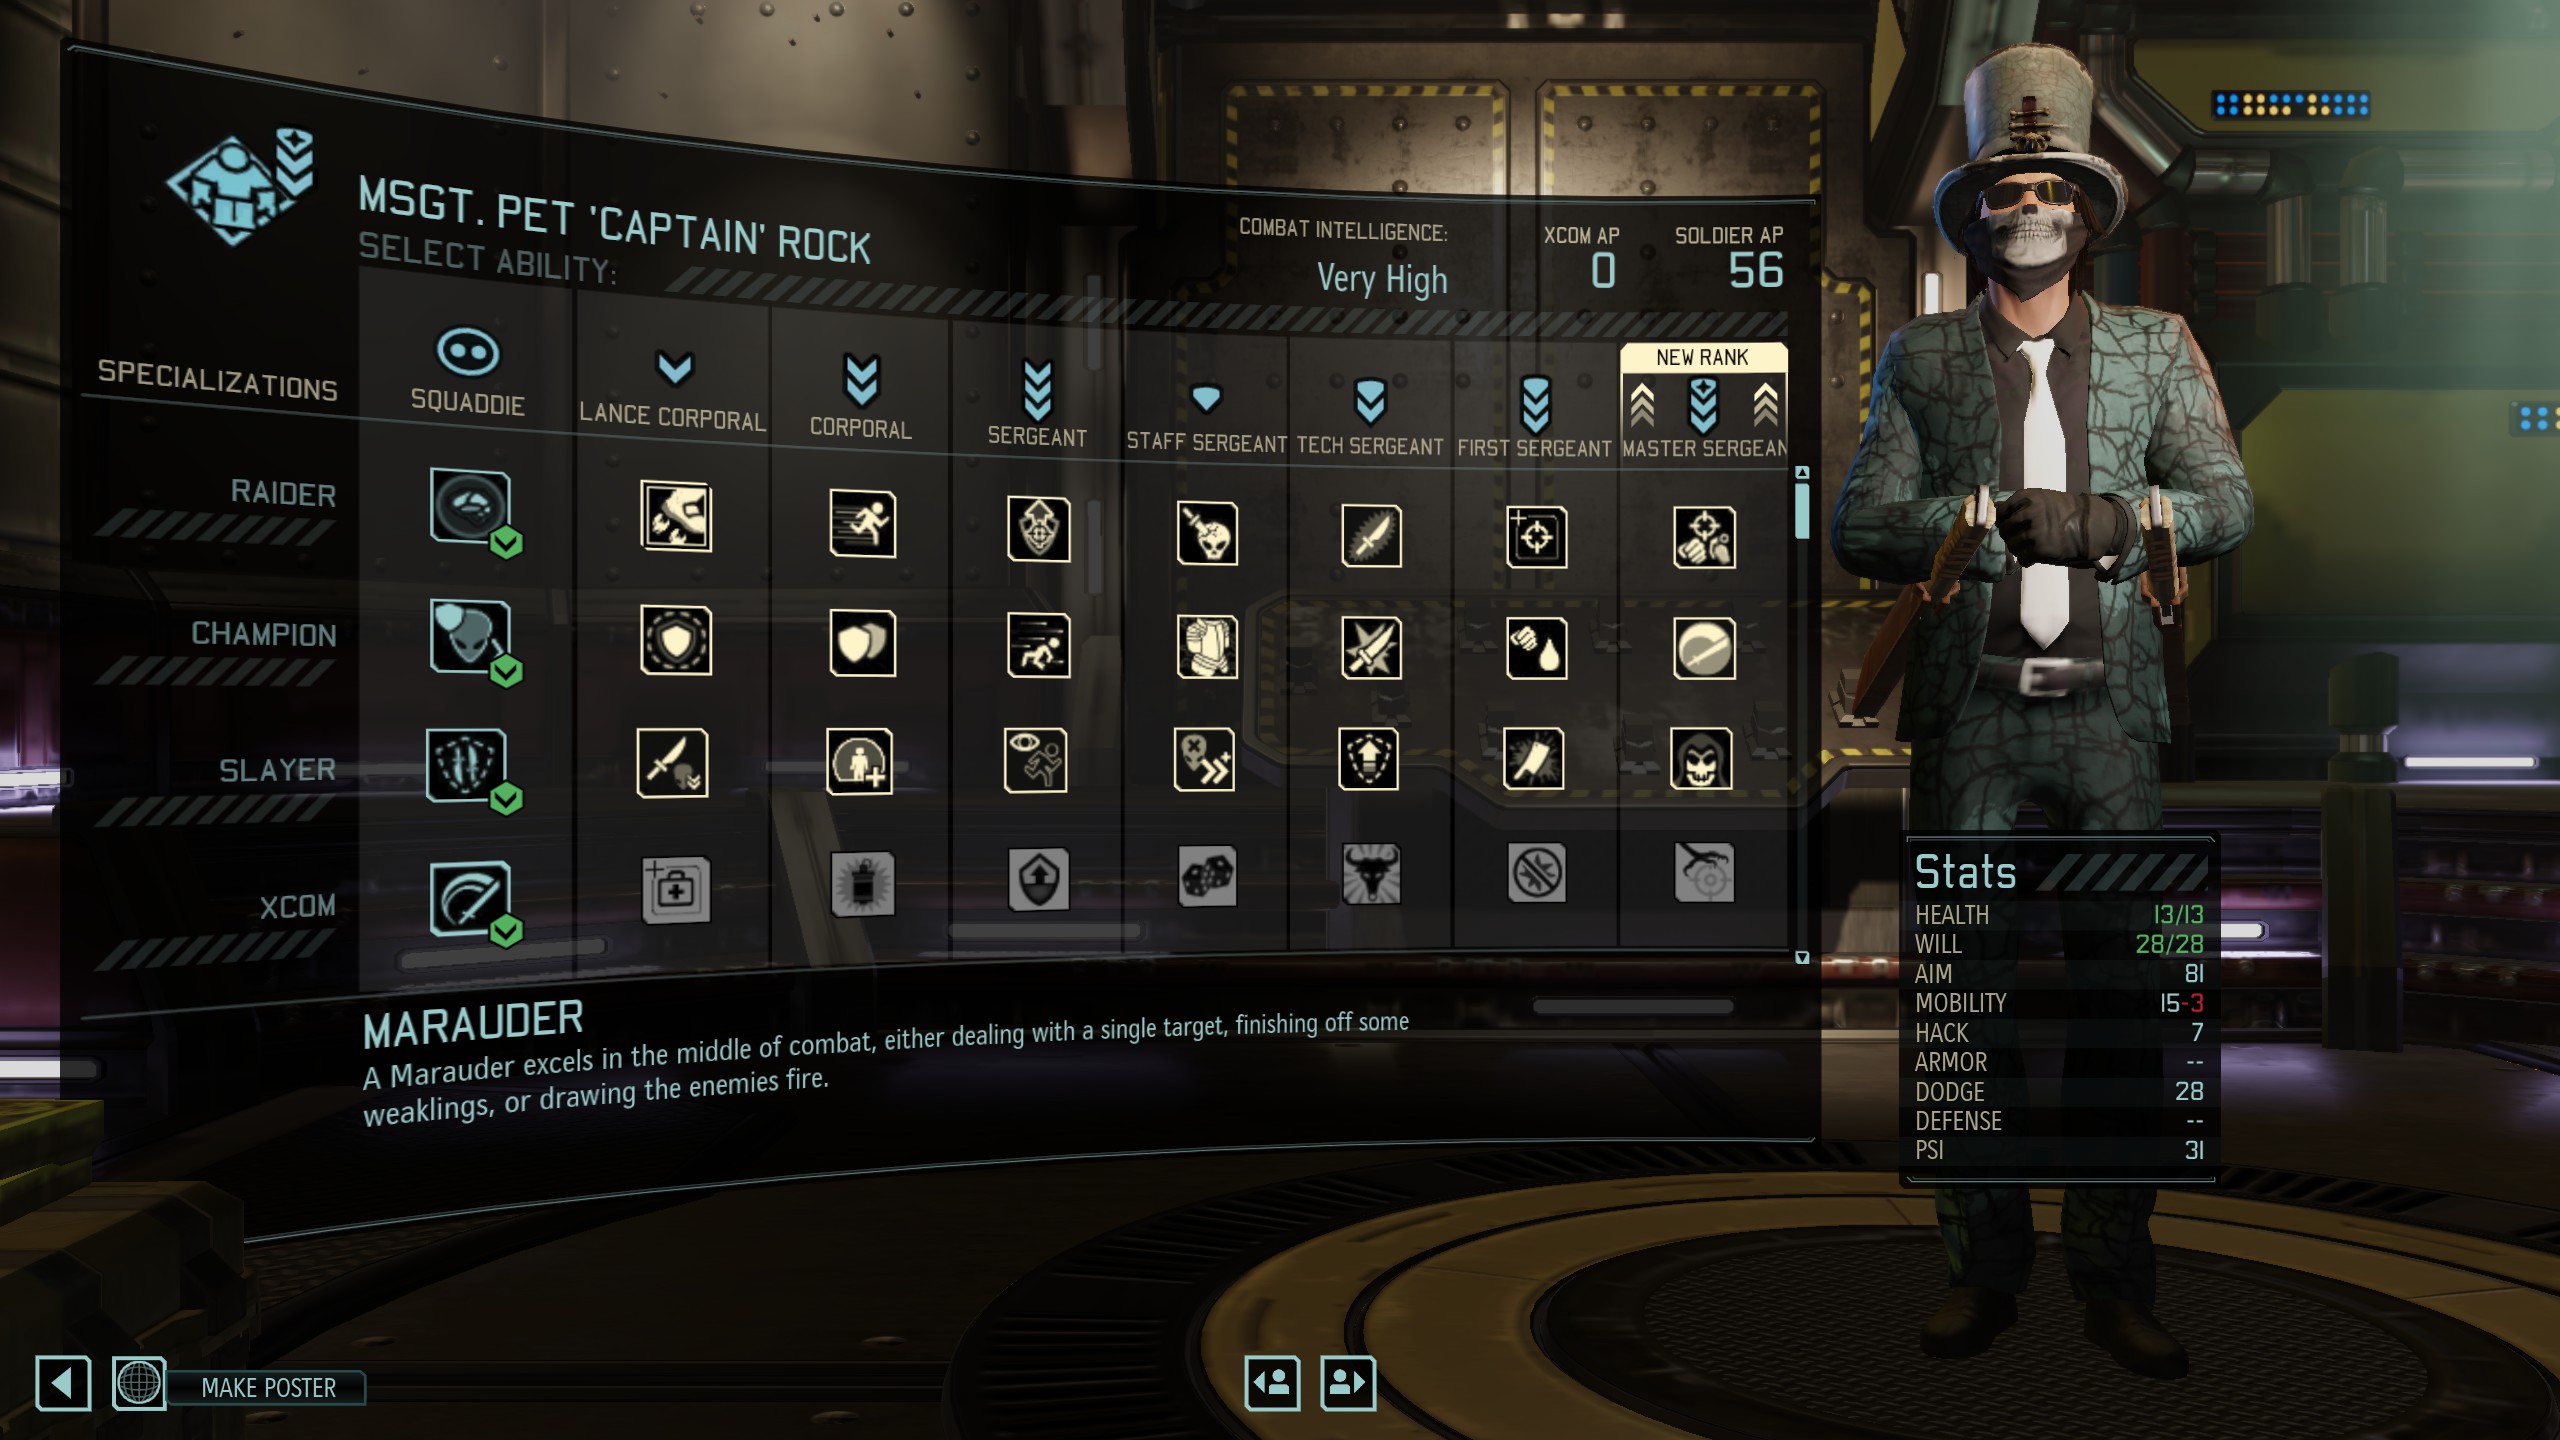 MSGT. PET 'CAPTAIN' ROCK
SELECT ABILITY:
COMBAT INTELLIGENCE:
Very High
XCOM AP
0
SOLDIER AP
56
NEW RANK
SPECIALIZATIONS
SQUADDIE
LANCE CORPORAL
CORPORAL
SERGEANT
STAFF SERGEANT
TECH SERGEANT
FIRST SERGEANT
MASTER SERGEAN
RAIDER
CHAMPION
SLAYER
XCOM
MARAUDER
A Marauder excels in the middle of combat, either dealing with a single target, finishing off some
weaklings, or drawing the enemies fire.
Stats
HEALTH 13/13
WILL 28/28
AIM 81
MOBILITY 15-3
HACK 7
ARMOR --
DODGE 28
DEFENSE --
PSI 31
MAKE POSTER